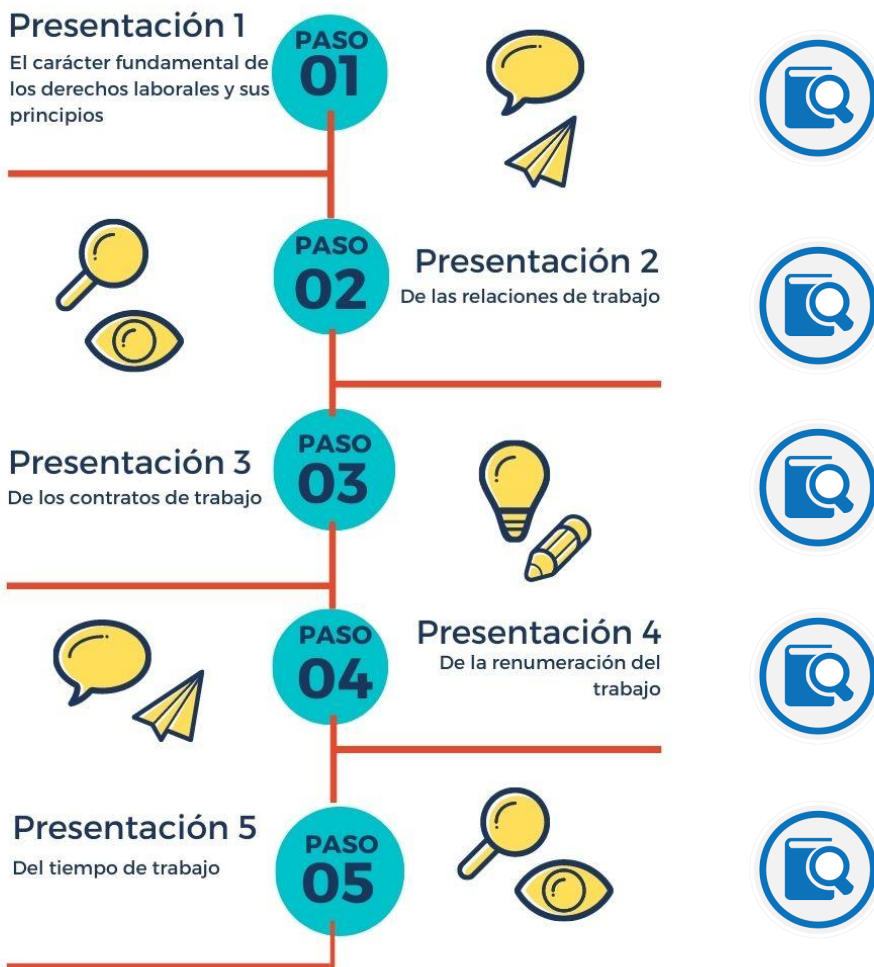 Presentación 1
El carácter fundamental de
los derechos laborales y sus
principios
PASO
01
PASO
02
Presentación 2
De las relaciones de trabajo
Presentación 3
De los contratos de trabajo
PASO
03
PASO
04
Presentación 4
De la renumeración del
trabajo
Presentación 5
Del tiempo de trabajo
PASO
05